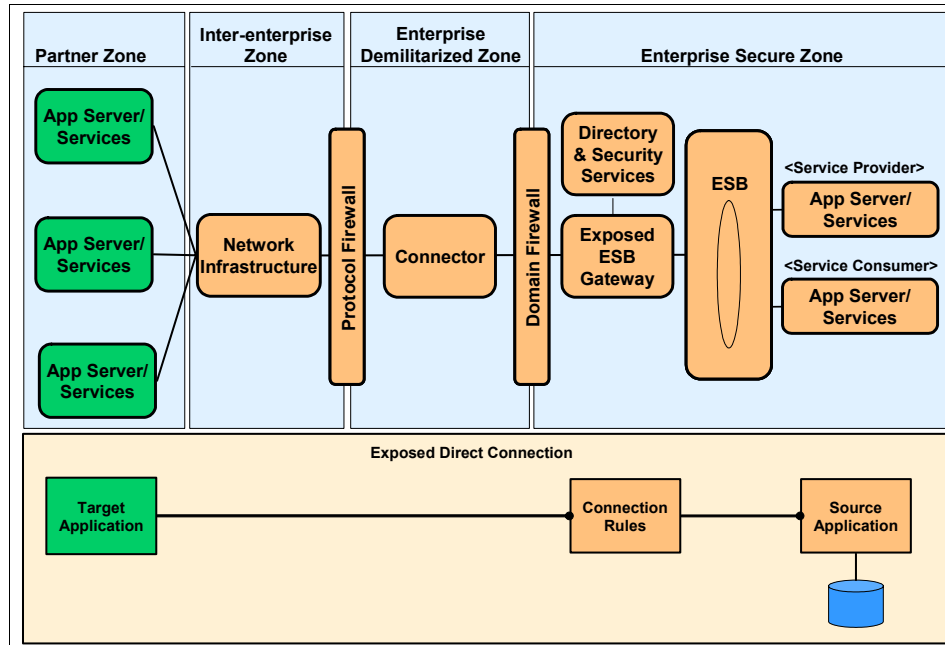 Partner Zone
Inter-enterprise
Zone
Enterprise
Demilitarized Zone
Enterprise Secure Zone
App Server/
Services
App Server/
Services
App Server/
Services
Network
Infrastructure
Protocol Firewall
Connector
Domain Firewall
Directory
& Security
Services
Exposed
ESB
Gateway
ESB
<Service Provider>
App Server/
Services
<Service Consumer>
App Server/
Services
Exposed Direct Connection
Target
Application
Connection
Rules
Source
Application